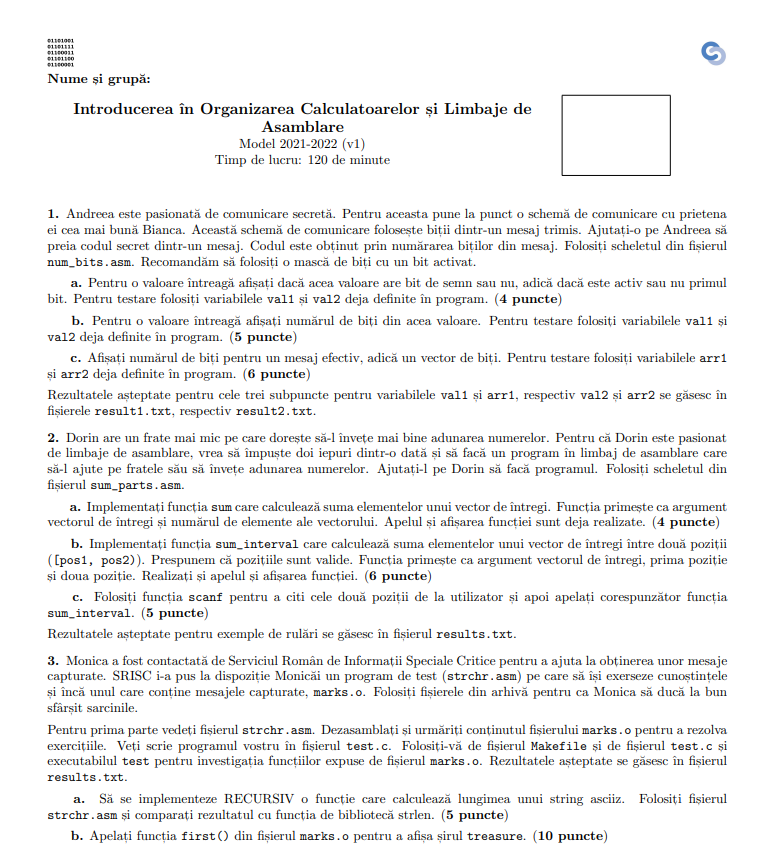 01101001
01101111
01100011
01101100
01100001
Nume și grupă:
Introducerea în Organizarea Calculatoarelor și Limbaje de
Asamblare
Model 2021-2022 (v1)
Timp de lucru: 120 de minute
1. Andreea este pasionată de comunicare secretă. Pentru aceasta pune la punct o schemă de comunicare cu prietena
ei cea mai bună Bianca. Această schemă de comunicare folosește biții dintr-un mesaj trimis. Ajutați-o pe Andreea să
preia codul secret dintr-un mesaj. Codul este obținut prin numărarea biților din mesaj. Folosiți scheletul din fișierul
num_bits.asm. Recomandăm să folosiți o mască de biți cu un bit activat.
a. Pentru o valoare întreagă afișați dacă acea valoare are bit de semn sau nu, adică dacă este activ sau nu primul
bit. Pentru testare folosiți variabilele val1 și val2 deja definite în program. (4 puncte)
b. Pentru o valoare întreagă afișați numărul de biți din acea valoare. Pentru testare folosiți variabilele val1 și
val2 deja definite în program. (5 puncte)
c. Afișați numărul de biți pentru un mesaj efectiv, adică un vector de biți. Pentru testare folosiți variabilele arr1
și arr2 deja definite în program. (6 puncte)
Rezultatele așteptate pentru cele trei subpuncte pentru variabilele val1 și arr1, respectiv val2 și arr2 se găsesc în
fișierele result1.txt, respectiv result2.txt.
2. Dorin are un frate mai mic pe care dorește să-l învețe mai bine adunarea numerelor. Pentru că Dorin este pasionat
de limbaje de asamblare, vrea să împuște doi iepuri dintr-o dată și să facă un program în limbaj de asamblare care
să-l ajute pe fratele său să învețe adunarea numerelor. Ajutați-l pe Dorin să facă programul. Folosiți scheletul din
fișierul sum_parts.asm.
a. Implementați funcția sum care calculează suma elementelor unui vector de întregi. Funcția primește ca argument
vectorul de întregi și numărul de elemente ale vectorului. Apelul și afișarea funcției sunt deja realizate. (4 puncte)
b. Implementați funcția sum_interval care calculează suma elementelor unui vector de întregi între două poziții
([pos1, pos2)). Prespunem că pozițiile sunt valide. Funcția primește ca argument vectorul de întregi, prima poziție
și doua poziție. Realizați și apelul și afișarea funcției. (6 puncte)
c. Folosiți funcția scanf pentru a citi cele două poziții de la utilizator și apoi apelați corespunzător funcția
sum_interval. (5 puncte)
Rezultatele așteptate pentru exemple de rulări se găsesc în fișierul results.txt.
3. Monica a fost contactată de Serviciul Român de Informații Speciale Critice pentru a ajuta la obținerea unor mesaje
capturate. SRISC i-a pus la dispoziție Monicăi un program de test (strchr.asm) pe care să își exerseze cunoștințele
și încă unul care conține mesajele capturate, marks.o. Folosiți fișierele din arhivă pentru ca Monica să ducă la bun
sfârșit sarcinile.
Pentru prima parte vedeți fișierul strchr.asm. Dezasamblați și urmăriți conținutul fișierului marks.o pentru a rezolva
exercițiile. Veți scrie programul vostru în fișierul test.c. Folosiți-vă de fișierul Makefile și de fișierul test.c și
executabilul test pentru investigația funcțiilor expuse de fișierul marks.o. Rezultatele așteptate se găsesc în fișierul
results.txt.
a. Să se implementeze RECURSIV o funcție care calculează lungimea unui string asciiz. Folosiți fișierul
strchr.asm și comparați rezultatul cu funcția de bibliotecă strlen. (5 puncte)
b. Apelați funcția first() din fișierul marks.o pentru a afișa șirul treasure. (10 puncte)